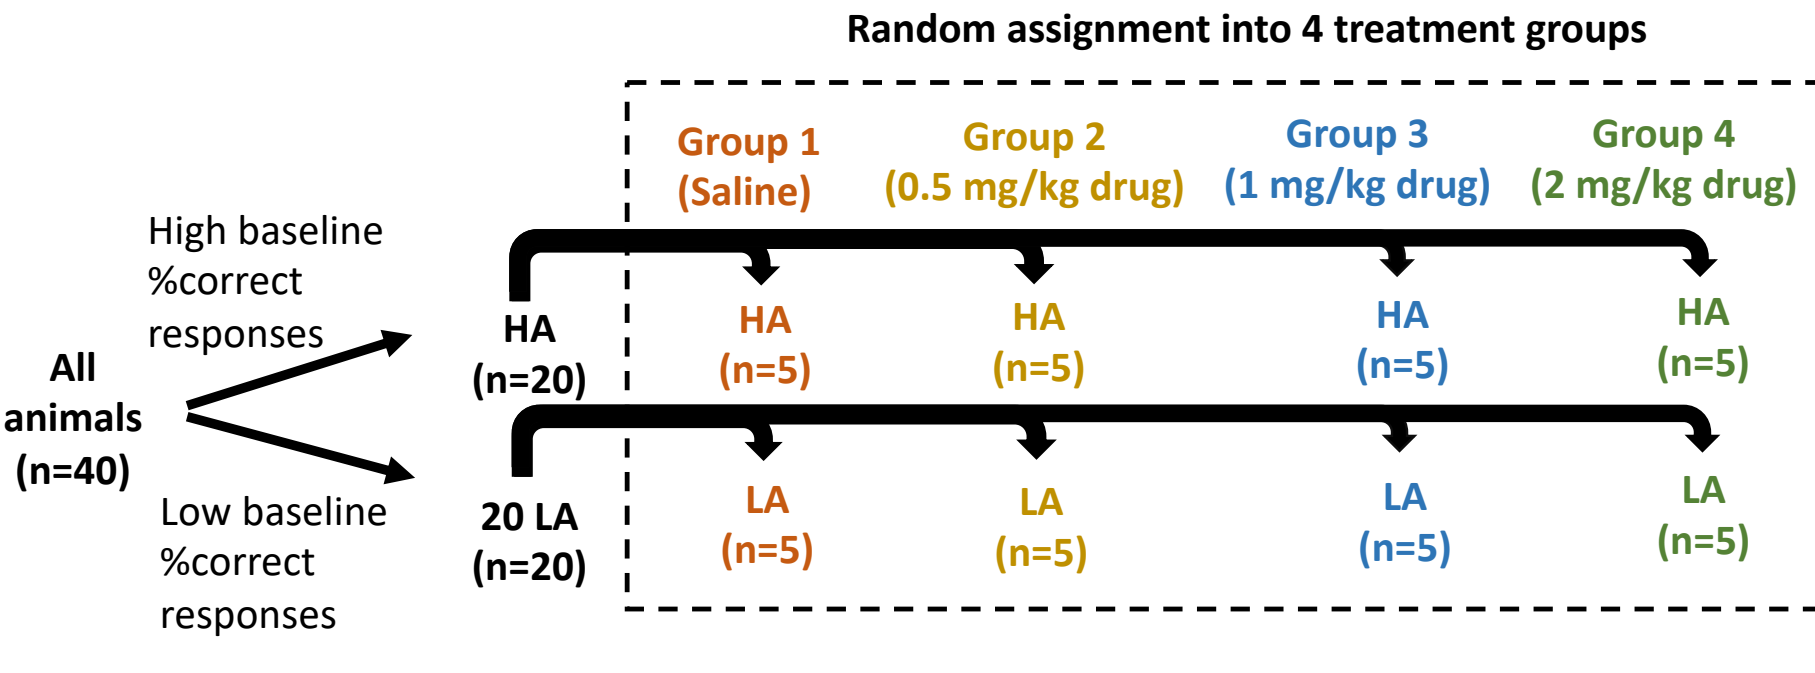 Random assignment into 4 treatment groups
Group 1
(Saline)
Group 2
(0.5 mg/kg drug)
Group 3
(1 mg/kg drug)
Group 4
(2 mg/kg drug)
High baseline
%correct
responses
All
animals
(n=40)
Low baseline
%correct
responses
HA
(n=20)
HA
(n=5)
HA
(n=5)
HA
(n=5)
HA
(n=5)
20 LA
(n=20)
LA
(n=5)
LA
(n=5)
LA
(n=5)
LA
(n=5)